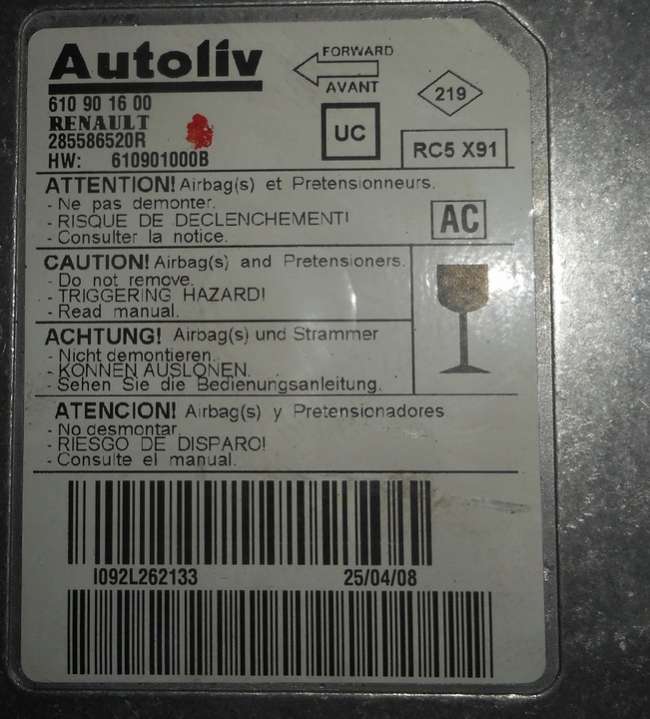 Autoliv
FORWARD
AVANT
219
610 90 16 00
RENAULT
285586520R
HW: 610901000B
UC
RC5 X91
ATTENTION! Airbag(s) et Pretensionneurs.
- Ne pas demonter.
- RISQUE DE DECLENCHEMENT!
- Consulter la notice.
AC
CAUTION! Airbag(s) and Pretensioners.
- Do not remove.
- TRIGGERING HAZARD!
- Read manual.
ACHTUNG! Airbag(s) und Strammer
- Nicht demontieren.
- KONNEN AUSLONEN.
- Sehen Sie die Bedienungsanleitung.
ATENCION! Airbag(s) y Pretensionadores
- No desmontar.
- RIESGO DE DISPARO!
- Consulte el manual.
I092L262133
25/04/08